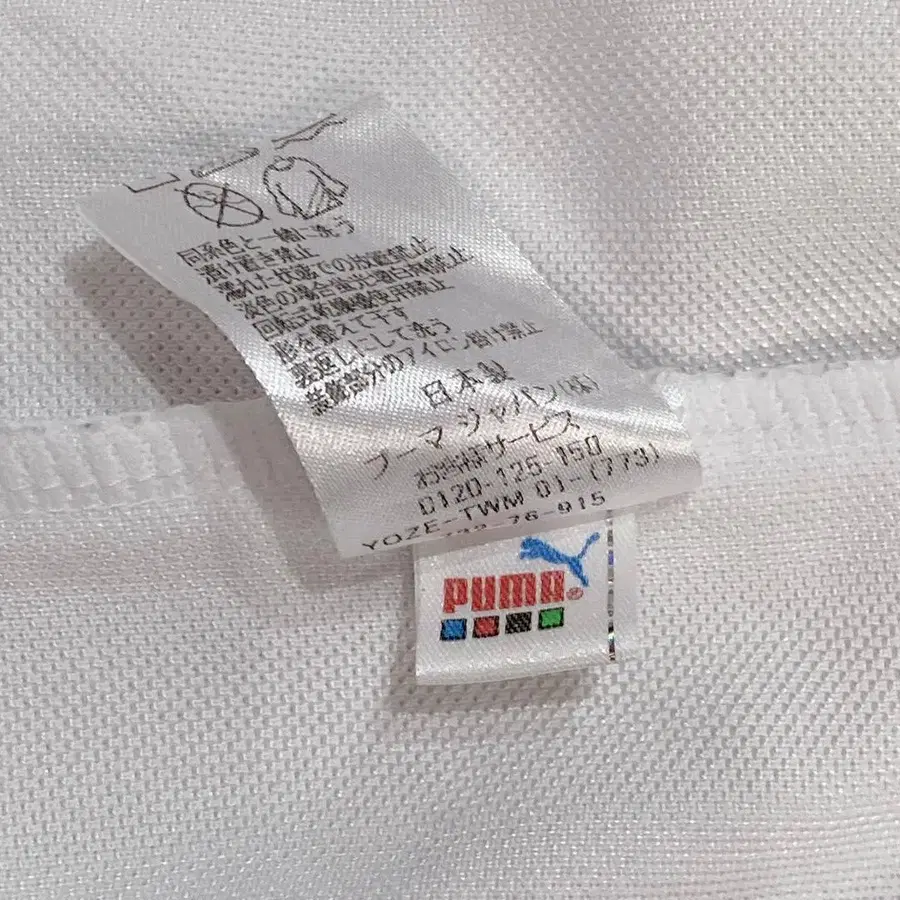 同系色と一緒に洗う
漬け置き禁止
濡れた状態での放置禁止
淡色の場合蛍光増白剤禁止
回転式乾燥機使用禁止
形を整えて干す
裏返しにして洗う
装飾部分のアイロン掛け禁止
日本製
プーマ ジャパン(株)
お客様サービス
0120-125-150
YOZE-TWM 01-(773)
-76-915
PUMA®